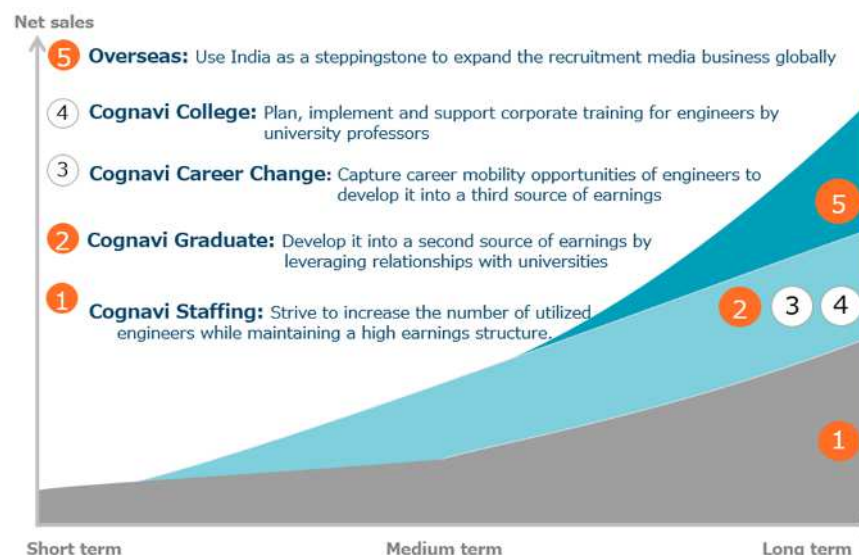 Net sales
5 Overseas: Use India as a steppingstone to expand the recruitment media business globally
4 Cognavi College: Plan, implement and support corporate training for engineers by
university professors
3 Cognavi Career Change: Capture career mobility opportunities of engineers to
develop it into a third source of earnings
2 Cognavi Graduate: Develop it into a second source of earnings by
leveraging relationships with universities
1 Cognavi Staffing: Strive to increase the number of utilized
engineers while maintaining a high earnings structure.
5
2 3 4
1
Short term Medium term Long term